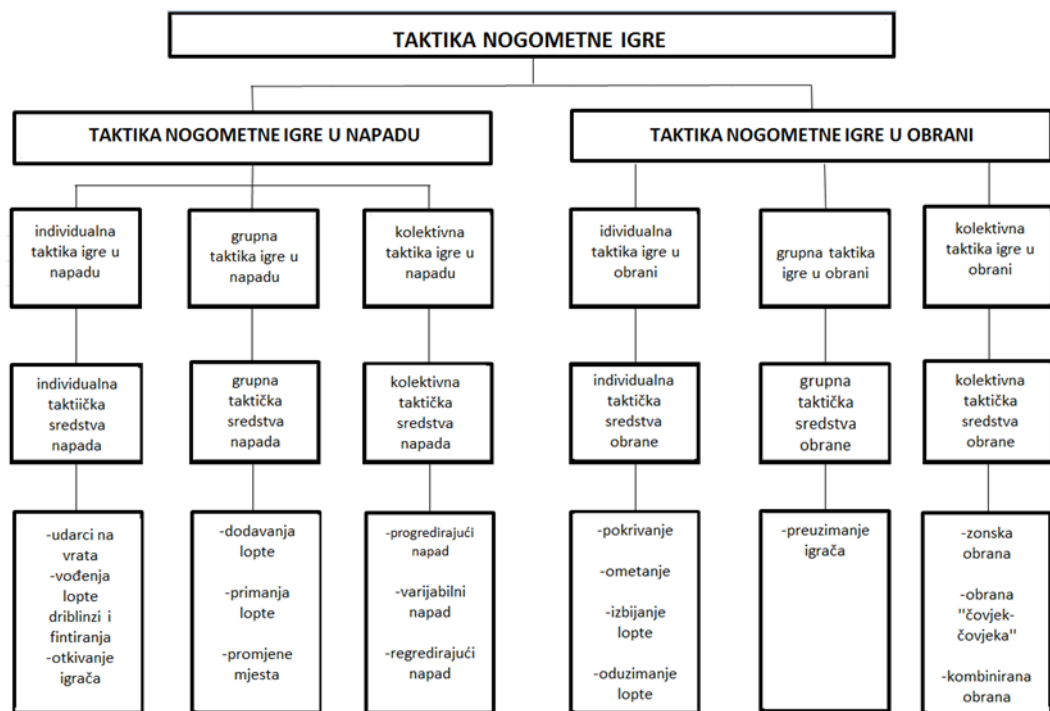 TAKTIKA NOGOMETNE IGRE
TAKTIKA NOGOMETNE IGRE U NAPADU
TAKTIKA NOGOMETNE IGRE U OBRANI
individualna
taktika igre u
napadu
grupna
taktika igre u
napadu
kolektivna
taktika igre u
napadu
idividualna
taktika igre u
obrani
grupna taktika
igre u obrani
kolektivna
taktika igre u
obrani
individualna
taktiička
sredstva
napada
grupna
taktička
sredstva
napada
kolektivna
taktička
sredstva
napada
individualna
taktička
sredstva
obrane
grupna
taktička
sredstva
obrane
kolektivna
taktička
sredstva
obrane
-udarci na
vrata
-vođenja
lopte
driblinzi i
fintiranja
-otkivanje
igrača
-dodavanja
lopte
-primanja
lopte
-promjene
mjesta
-progredirajući
napad
-varijabilni
napad
-regredirajući
napad
-pokrivanje
-ometanje
-izbijanje
lopte
-oduzimanje
lopte
-preuzimanje
igrača
-zonska
obrana
-obrana
"čovjek-
čovjeka"
-kombinirana
obrana